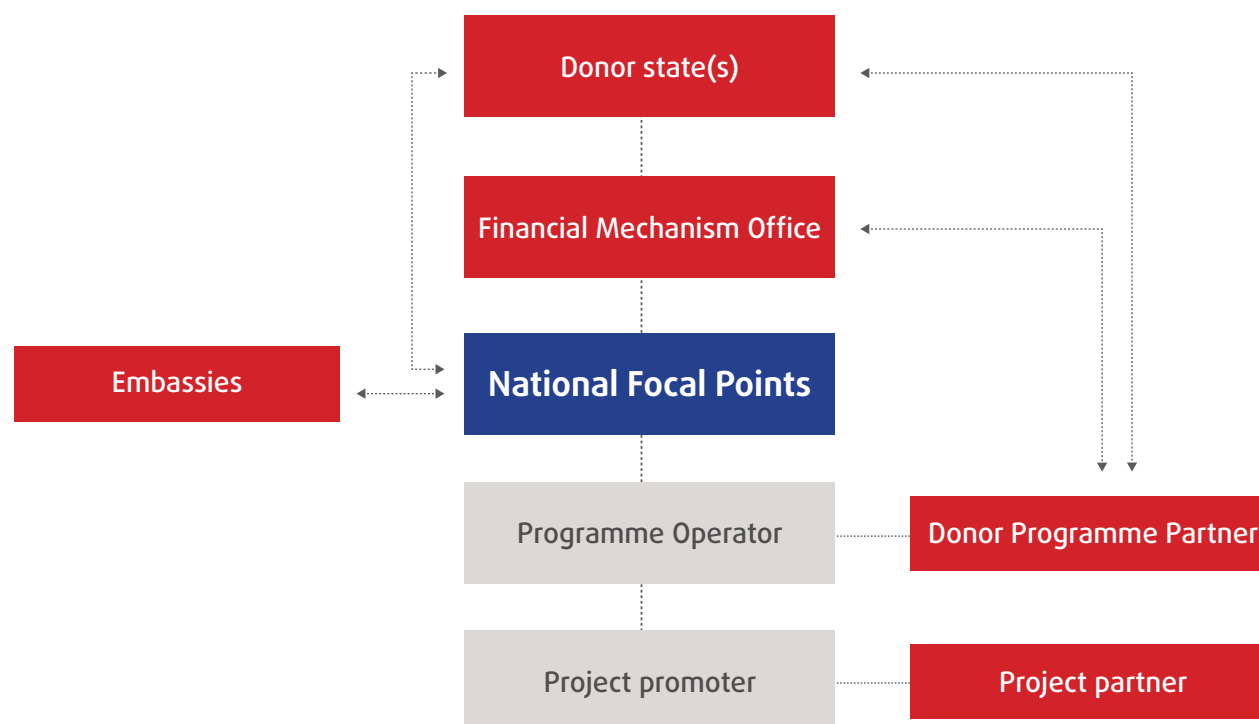 Donor state(s)
Financial Mechanism Office
Embassies
National Focal Points
Programme Operator
Donor Programme Partner
Project promoter
Project partner